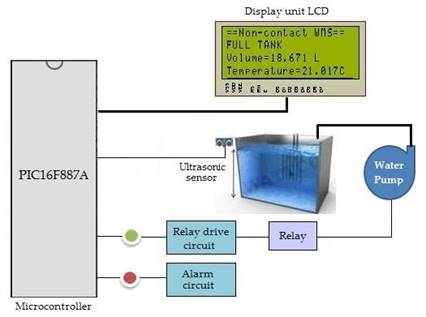 Display unit LCD
==Non-contact WMS==
FULL TANK
Volume=18.671 L
Temperature=21.017C
PIC16F887A
Ultrasonic
sensor
Water
Pump
Relay drive
circuit
Relay
Alarm
circuit
Microcontroller